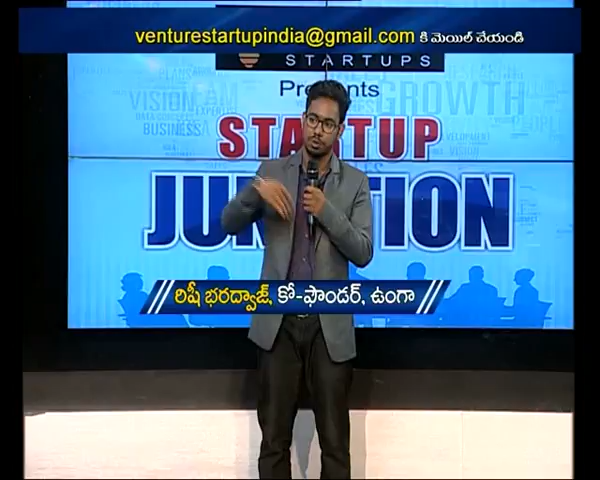 venturestartupindia@gmail.com కి మెయిల్ చేయండి
STARTUPS
Presents
VISION
GROWTH
BUSINESS
STARTUP
JUNCTION
రిషీ భరద్వాజ్, కో-ఫౌండర్, ఉంగా